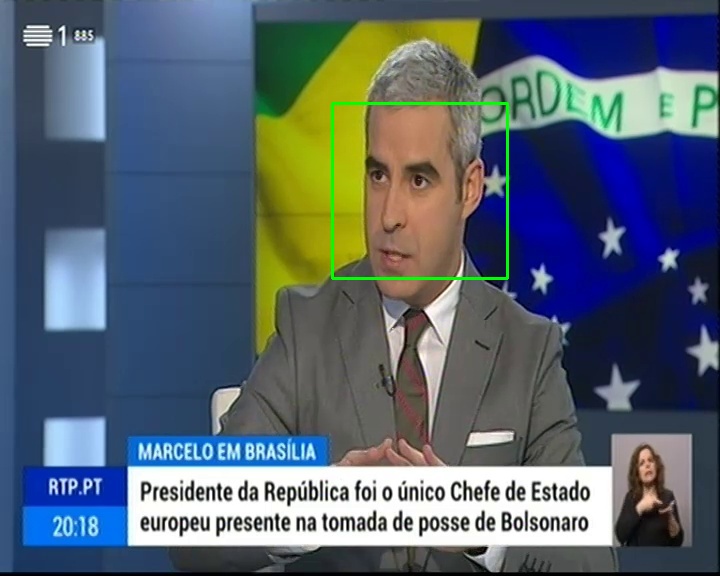 1 885
ORDEM E P
MARCELO EM BRASÍLIA
RTP.PT
Presidente da República foi o único Chefe de Estado
20:18
europeu presente na tomada de posse de Bolsonaro